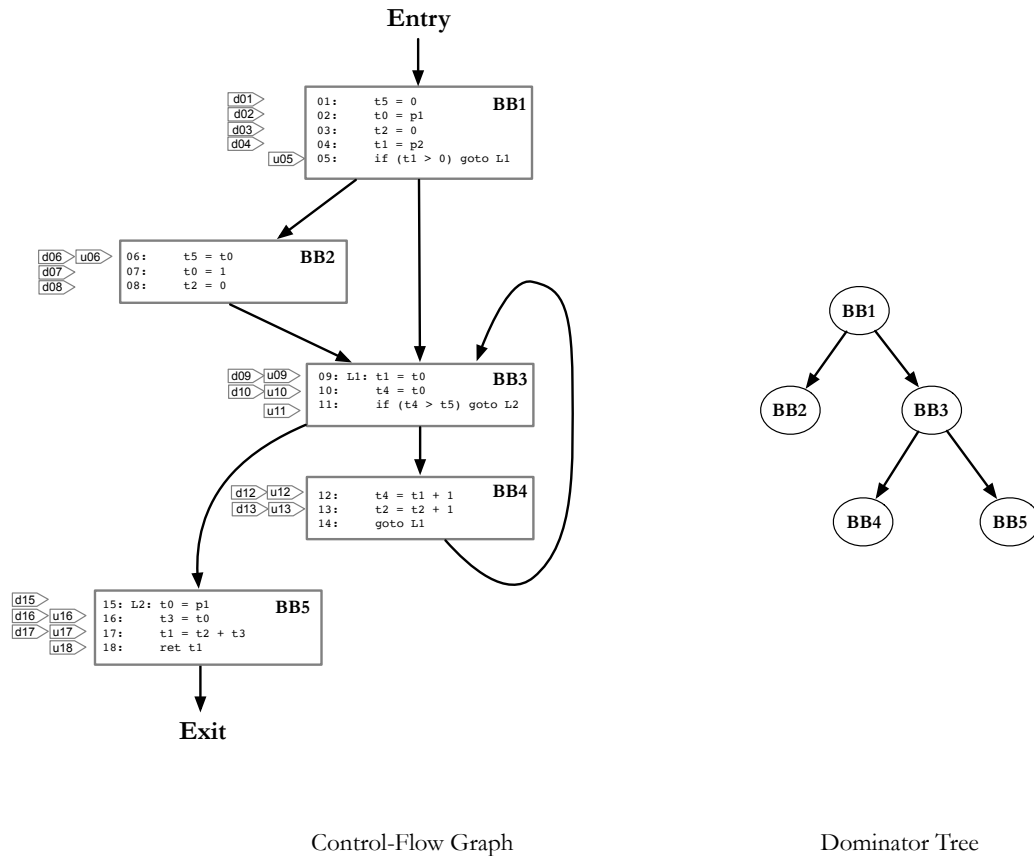 Entry
BB1
d01 01: t5 = 0
d02 02: t0 = p1
d03 03: t2 = 0
d04 04: t1 = p2
u05 05: if (t1 > 0) goto L1
BB2
d06 u06 06: t5 = t0
d07 07: t0 = 1
d08 08: t2 = 0
BB3
d09 u09 09: L1: t1 = t0
d10 u10 10: t4 = t0
u11 11: if (t4 > t5) goto L2
BB4
d12 u12 12: t4 = t1 + 1
d13 u13 13: t2 = t2 + 1
14: goto L1
BB5
d15 15: L2: t0 = p1
d16 u16 16: t3 = t0
d17 u17 17: t1 = t2 + t3
u18 18: ret t1
Exit
BB1
BB2 BB3
BB4 BB5
Control-Flow Graph
Dominator Tree